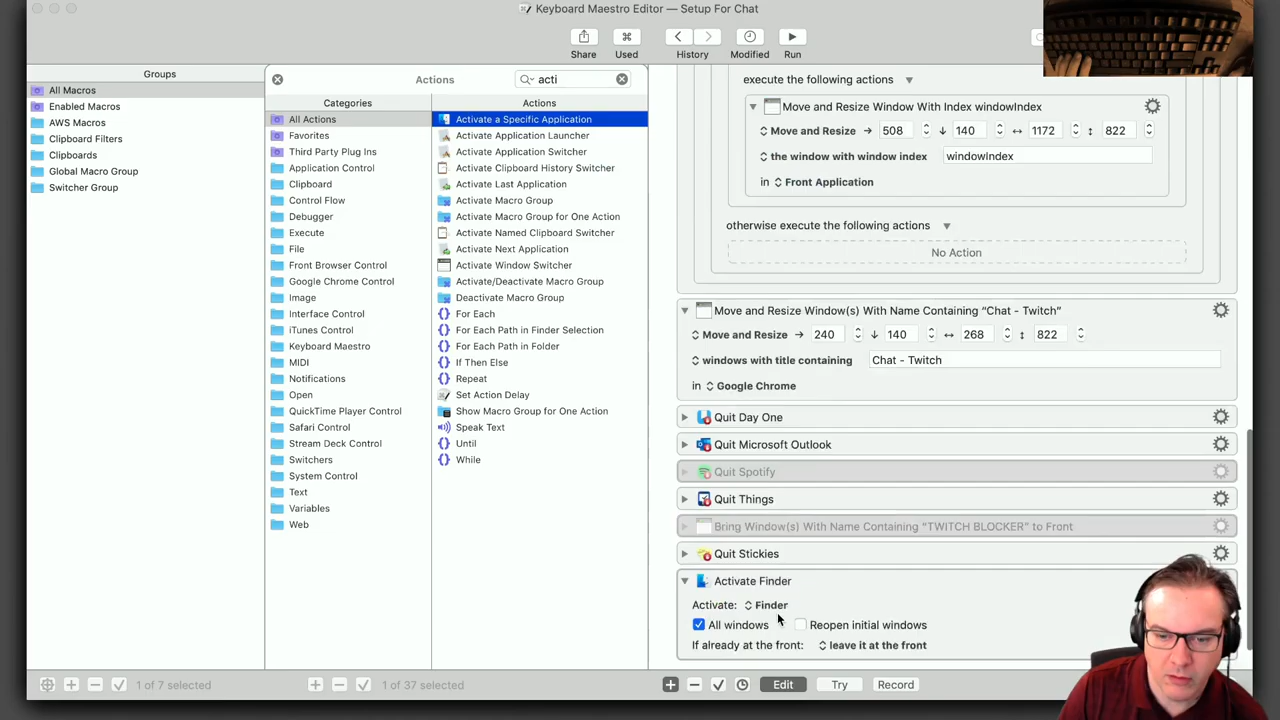 Keyboard Maestro Editor — Setup For Chat
Share
Used
History
Modified
Run
Groups
All Macros
Enabled Macros
AWS Macros
Clipboard Filters
Clipboards
Global Macro Group
Switcher Group
Actions
acti
Categories
All Actions
Favorites
Third Party Plug Ins
Application Control
Clipboard
Control Flow
Debugger
Execute
File
Front Browser Control
Google Chrome Control
Image
Interface Control
iTunes Control
Keyboard Maestro
MIDI
Notifications
Open
QuickTime Player Control
Safari Control
Stream Deck Control
Switchers
System Control
Text
Variables
Web
Actions
Activate a Specific Application
Activate Application Launcher
Activate Application Switcher
Activate Clipboard History Switcher
Activate Last Application
Activate Macro Group
Activate Macro Group for One Action
Activate Named Clipboard Switcher
Activate Next Application
Activate Window Switcher
Activate/Deactivate Macro Group
Deactivate Macro Group
For Each
For Each Path in Finder Selection
For Each Path in Folder
If Then Else
Repeat
Set Action Delay
Show Macro Group for One Action
Speak Text
Until
While
execute the following actions
Move and Resize Window With Index windowIndex
Move and Resize 508 140 1172 822
the window with window index windowIndex
in Front Application
otherwise execute the following actions
No Action
Move and Resize Window(s) With Name Containing “Chat - Twitch”
Move and Resize 240 140 268 822
windows with title containing Chat - Twitch
in Google Chrome
Quit Day One
Quit Microsoft Outlook
Quit Spotify
Quit Things
Bring Window(s) With Name Containing “TWITCH BLOCKER” to Front
Quit Stickies
Activate Finder
Activate: Finder
All windows Reopen initial windows
If already at the front: leave it at the front
1 of 7 selected
1 of 37 selected
Edit
Try
Record